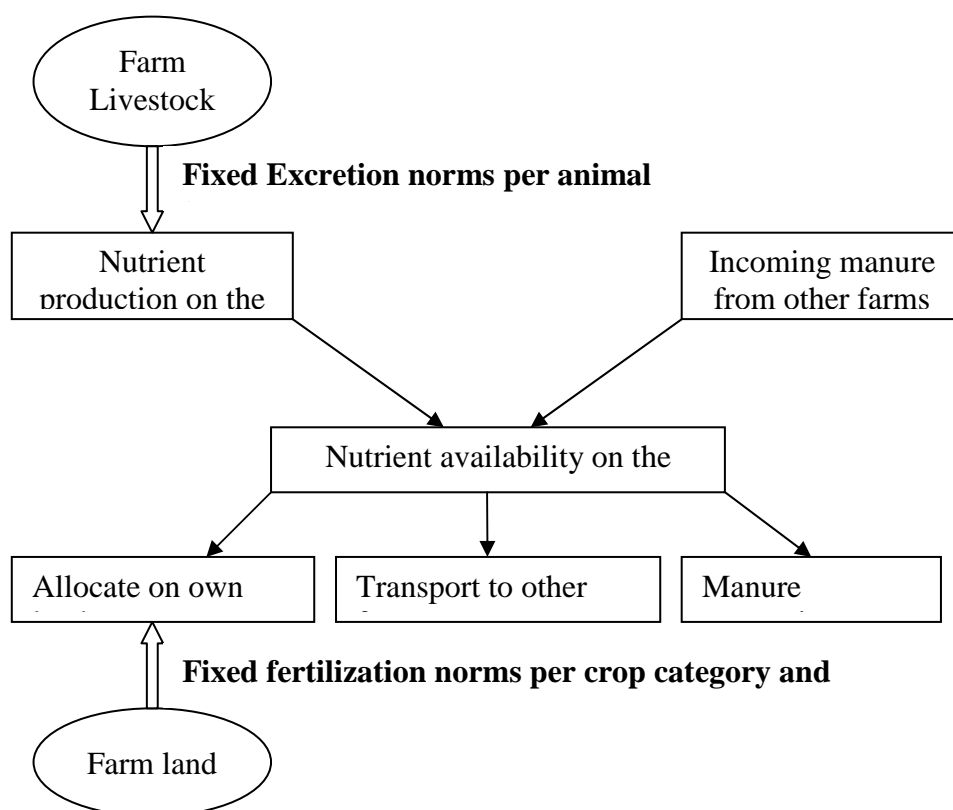 Farm
Livestock
Fixed Excretion norms per animal
Nutrient
production on the
Incoming manure
from other farms
Nutrient availability on the
Allocate on own
Transport to other
Manure
Fixed fertilization norms per crop category and
Farm land